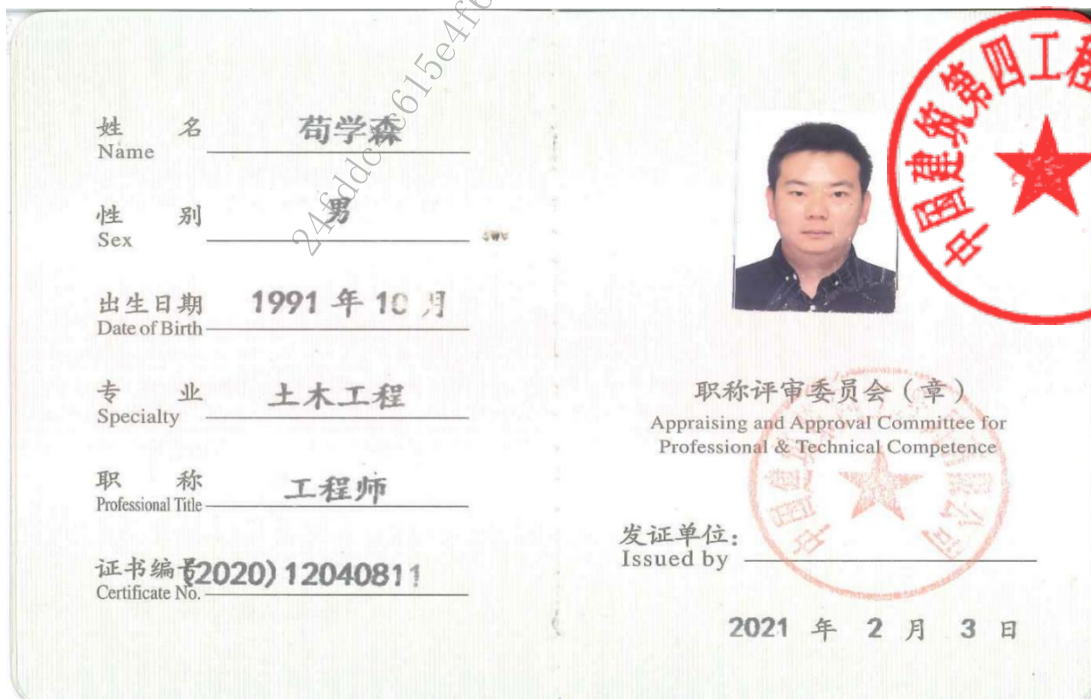 姓 名 苟学森
Name
性 别 男
Sex
出生日期 1991 年 10 月
Date of Birth
专 业 土木工程
Specialty
职 称 工程师
Professional Title
证书编号 (2020) 12040811
Certificate No.
中国建筑第四工程
职称评审委员会（章）
Appraising and Approval Committee for
Professional & Technical Competence
发证单位：
Issued by
2021 年 2 月 3 日